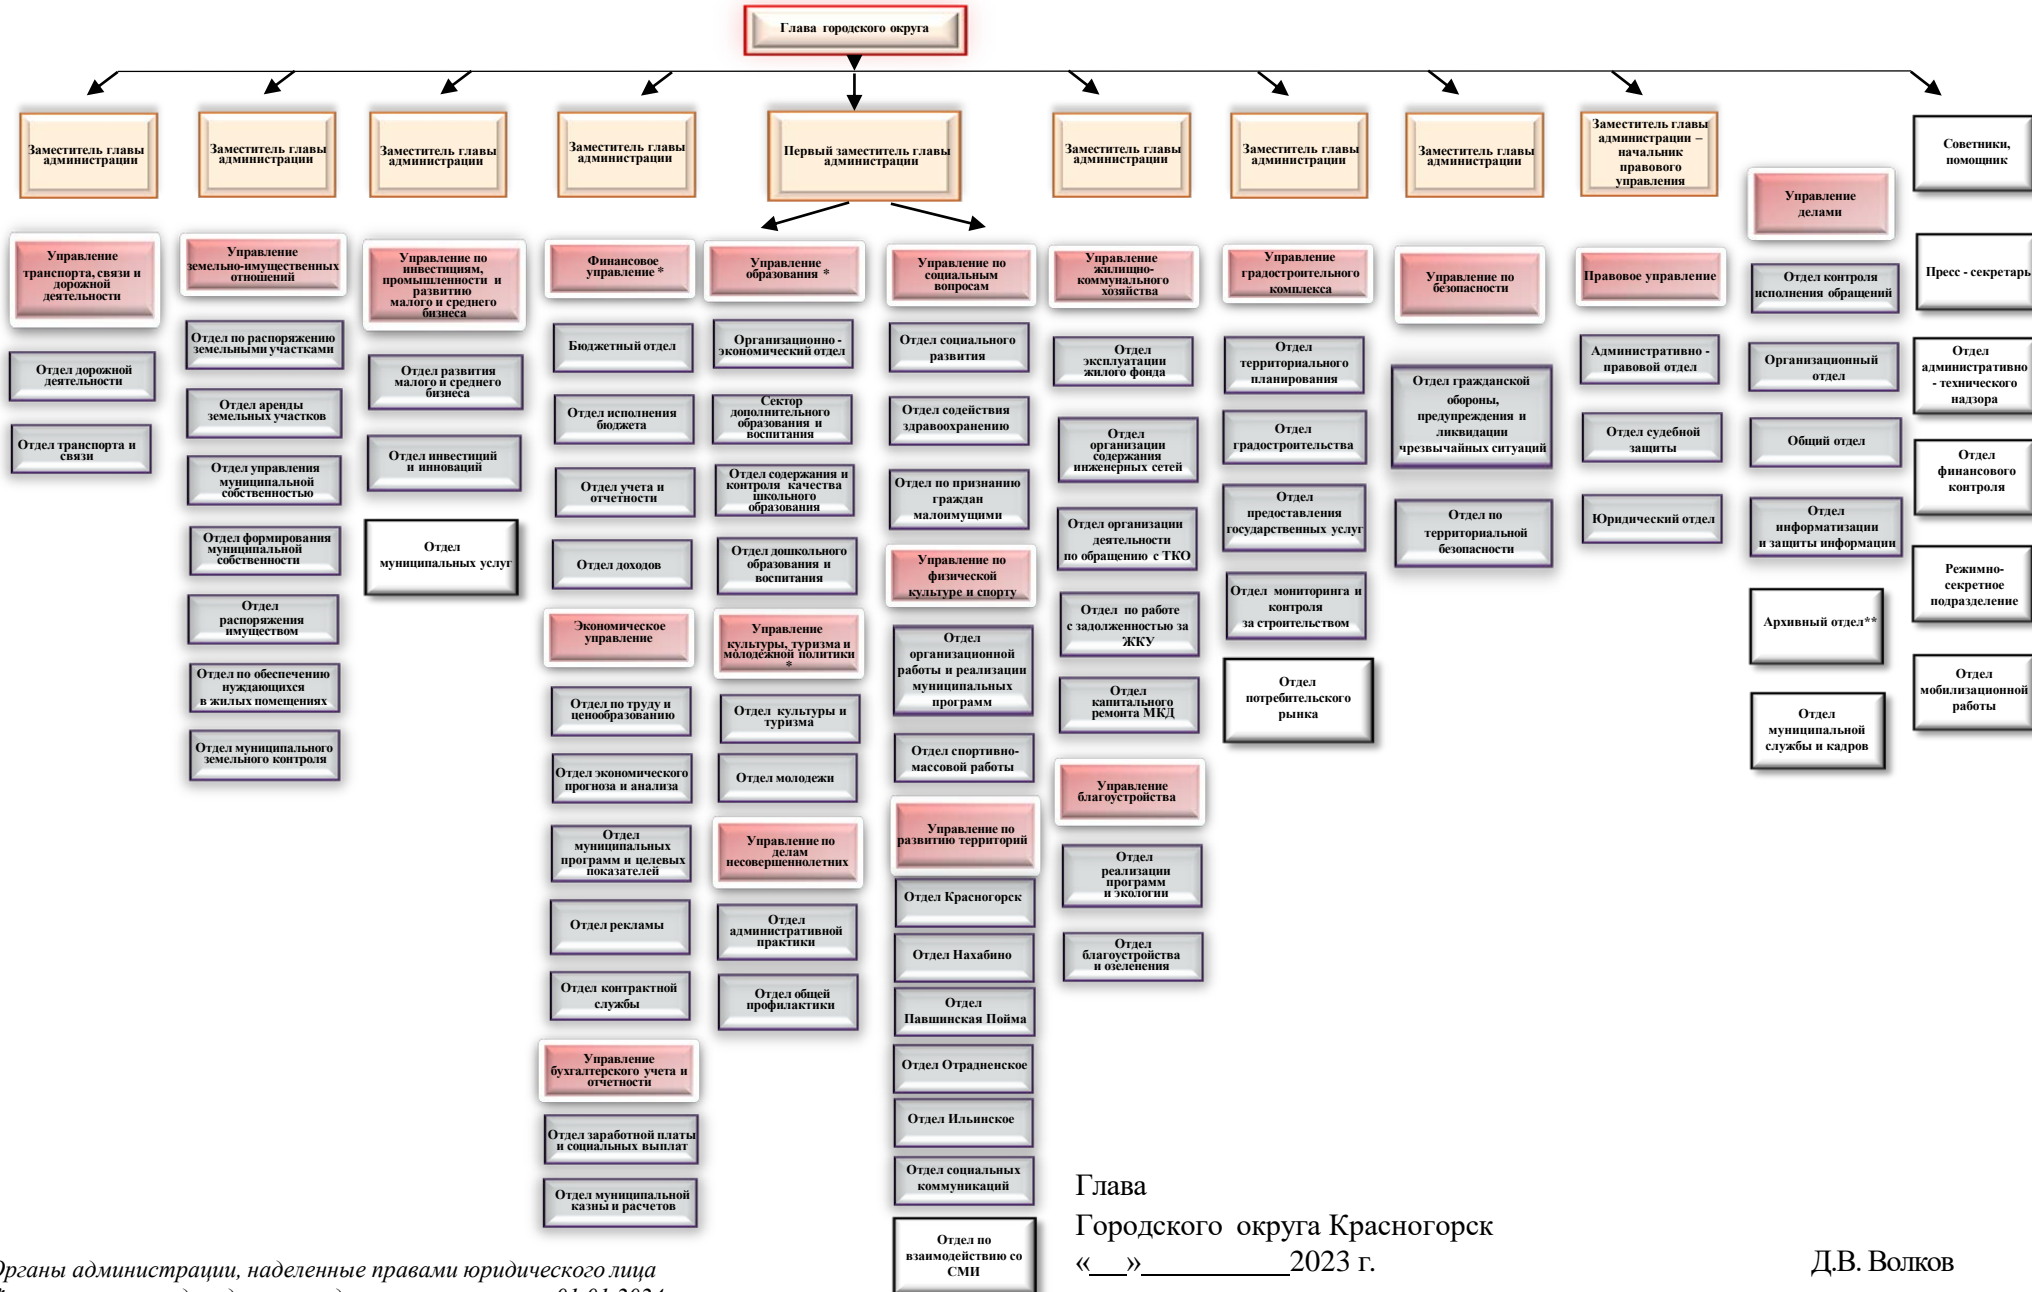 Глава городского округа
Заместитель главы
администрации
Заместитель главы
администрации
Заместитель главы
администрации
Заместитель главы
администрации
Первый заместитель главы
администрации
Заместитель главы
администрации
Заместитель главы
администрации
Заместитель главы
администрации
Заместитель главы
администрации –
начальник
правового
управления
Советники,
помощник
Управление
транспорта, связи и
дорожной
деятельности
Отдел дорожной
деятельности
Отдел транспорта и
связи
Управление
земельно-имущественных
отношений
Отдел по распоряжению
земельными участками
Отдел аренды
земельных участков
Отдел управления
муниципальной
собственностью
Отдел формирования
муниципальной
собственности
Отдел
распоряжения
имуществом
Отдел по обеспечению
нуждающихся
в жилых помещениях
Отдел муниципального
земельного контроля
Управление по
инвестициям,
промышленности и
развитию
малого и среднего
бизнеса
Отдел развития
малого и среднего
бизнеса
Отдел инвестиций
и инноваций
Отдел
муниципальных услуг
Финансовое
управление *
Бюджетный отдел
Отдел исполнения
бюджета
Отдел учета и
отчетности
Отдел доходов
Экономическое
управление
Отдел по труду и
ценообразованию
Отдел экономического
прогноза и анализа
Отдел
муниципальных
программ и целевых
показателей
Отдел рекламы
Отдел контрактной
службы
Управление
бухгалтерского учета и
отчетности
Отдел заработной платы
и социальных выплат
Отдел муниципальной
казны и расчетов
Управление
образования *
Организационно -
экономический отдел
Сектор
дополнительного
образования и
воспитания
Отдел содержания и
контроля качества
школьного
образования
Отдел дошкольного
образования и
воспитания
Управление
культуры, туризма и
молодежной политики
*
Отдел культуры и
туризма
Отдел молодежи
Управление по
делам
несовершеннолетних
Отдел
административной
практики
Отдел общей
профилактики
Управление по
социальным
вопросам
Отдел социального
развития
Отдел содействия
здравоохранению
Отдел по признанию
граждан
малоимущими
Управление по
физической
культуре и спорту
Отдел
организационной
работы и реализации
муниципальных
программ
Отдел спортивно-
массовой работы
Управление по
развитию территорий
Отдел Красногорск
Отдел Нахабино
Отдел
Павшинская Пойма
Отдел Отрадненское
Отдел Ильинское
Отдел социальных
коммуникаций
Отдел по
взаимодействию со
СМИ
Управление
жилищно-
коммунального
хозяйства
Отдел
эксплуатации
жилого фонда
Отдел
организации
содержания
инженерных сетей
Отдел организации
деятельности
по обращению с ТКО
Отдел по работе
с задолженностью за
ЖКУ
Отдел
капитального
ремонта МКД
Управление
благоустройства
Отдел
реализации
программ
и экологии
Отдел
благоустройства
и озеленения
Управление
градостроительного
комплекса
Отдел
территориального
планирования
Отдел
градостроительства
Отдел
предоставления
государственных услуг
Отдел мониторинга и
контроля
за строительством
Отдел
потребительского
рынка
Управление по
безопасности
Отдел гражданской
обороны,
предупреждения и
ликвидации
чрезвычайных ситуаций
Отдел по
территориальной
безопасности
Правовое управление
Административно -
правовой отдел
Отдел судебной
защиты
Юридический отдел
Управление
делами
Отдел контроля
исполнения обращений
Организационный
отдел
Общий отдел
Отдел
информатизации
и защиты информации
Архивный отдел**
Отдел
муниципальной
службы и кадров
Пресс - секретарь
Отдел
административно
- технического
надзора
Отдел
финансового
контроля
Режимно-
секретное
подразделение
Отдел
мобилизационной
работы
Глава
Городского округа Красногорск
«__»__________2023 г.
Д.В. Волков
Органы администрации, наделенные правами юридического лица
01.01.2024